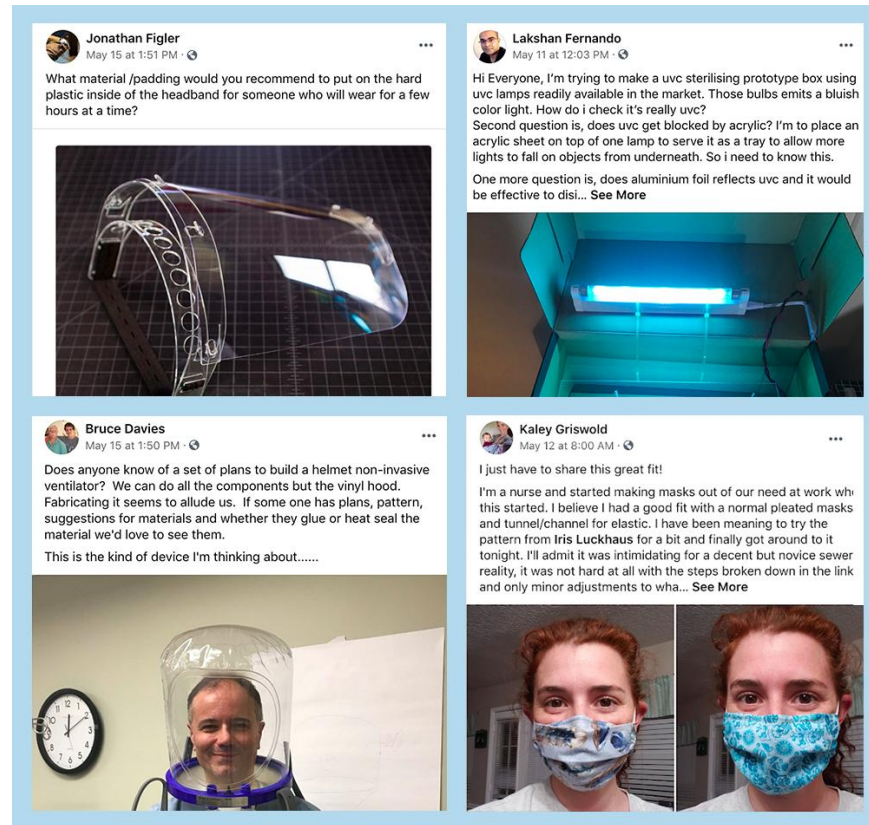 Jonathan Figler
May 15 at 1:51 PM ·
What material /padding would you recommend to put on the hard
plastic inside of the headband for someone who will wear for a few
hours at a time?
Lakshan Fernando
May 11 at 12:03 PM ·
Hi Everyone, I'm trying to make a uvc sterilising prototype box using
uvc lamps readily available in the market. Those bulbs emits a bluish
color light. How do i check it's really uvc?
Second question is, does uvc get blocked by acrylic? I'm to place an
acrylic sheet on top of one lamp to serve it as a tray to allow more
lights to fall on objects from underneath. So i need to know this.
One more question is, does aluminium foil reflects uvc and it would
be effective to disi... See More
Bruce Davies
May 15 at 1:50 PM ·
Does anyone know of a set of plans to build a helmet non-invasive
ventilator? We can do all the components but the vinyl hood.
Fabricating it seems to allude us. If some one has plans, pattern,
suggestions for materials and whether they glue or heat seal the
material we'd love to see them.
This is the kind of device I'm thinking about......
12
1
2
3
4
5
6
7
8
9
10
11
Kaley Griswold
May 12 at 8:00 AM ·
I just have to share this great fit!
I'm a nurse and started making masks out of our need at work whe
this started. I believe I had a good fit with a normal pleated masks
and tunnel/channel for elastic. I have been meaning to try the
pattern from Iris Luckhaus for a bit and finally got around to it
tonight. I'll admit it was intimidating for a decent but novice sewer
reality, it was not hard at all with the steps broken down in the link
and only minor adjustments to wha... See More